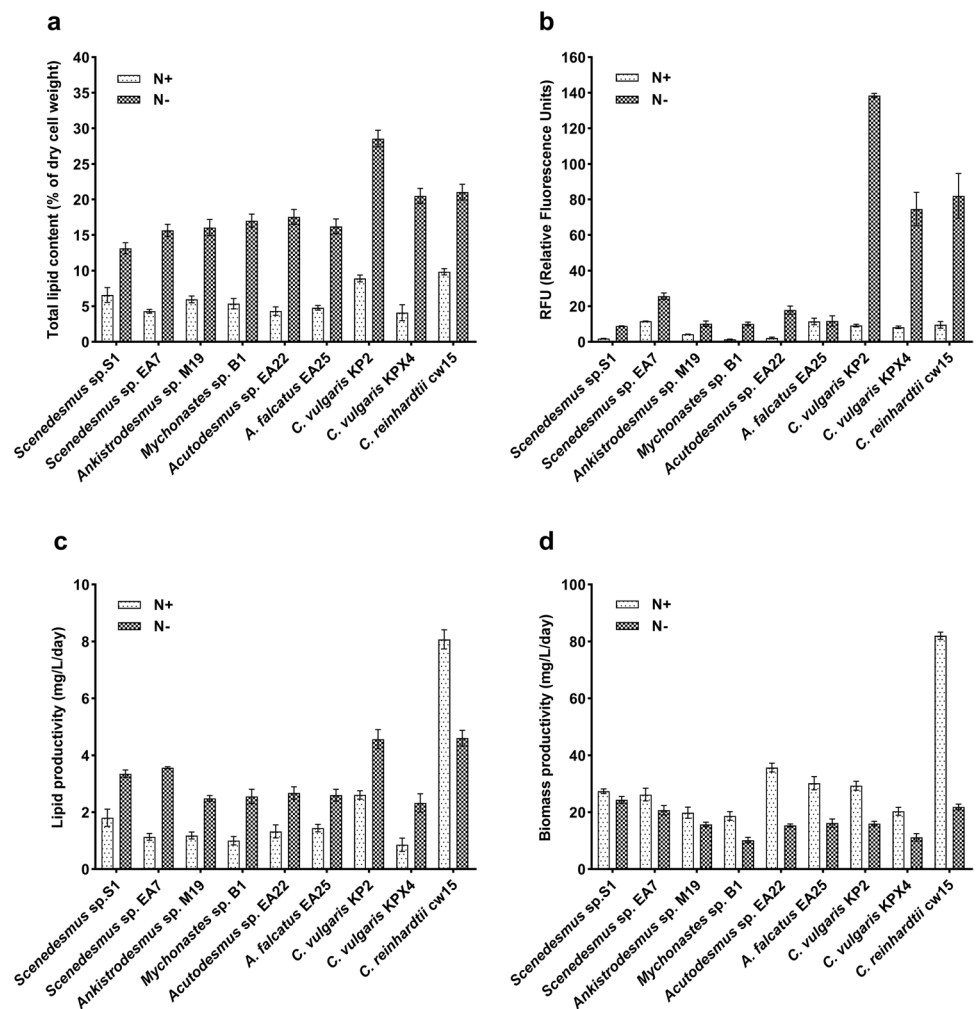 a
Total lipid content (% of dry cell weight)
40
35
30
25
20
15
10
5
0
N+
N-
Scenedesmus sp.S1
Scenedesmus sp. EA7
Ankistrodesmus sp. M19
Mychonastes sp. B1
Acutodesmus sp. EA22
A. falcatus EA25
C. vulgaris KP2
C. vulgaris KPX4
C. reinhardtii cw15
b
RFU (Relative Fluorescence Units)
160
140
120
100
80
60
40
20
0
N+
N-
Scenedesmus sp.S1
Scenedesmus sp. EA7
Ankistrodesmus sp. M19
Mychonastes sp. B1
Acutodesmus sp. EA22
A. falcatus EA25
C. vulgaris KP2
C. vulgaris KPX4
C. reinhardtii cw15
c
Lipid productivity (mg/L/day)
10
8
6
4
2
0
N+
N-
Scenedesmus sp.S1
Scenedesmus sp. EA7
Ankistrodesmus sp. M19
Mychonastes sp. B1
Acutodesmus sp. EA22
A. falcatus EA25
C. vulgaris KP2
C. vulgaris KPX4
C. reinhardtii cw15
d
Biomass productivity (mg/L/day)
100
80
60
40
20
0
N+
N-
Scenedesmus sp.S1
Scenedesmus sp. EA7
Ankistrodesmus sp. M19
Mychonastes sp. B1
Acutodesmus sp. EA22
A. falcatus EA25
C. vulgaris KP2
C. vulgaris KPX4
C. reinhardtii cw15